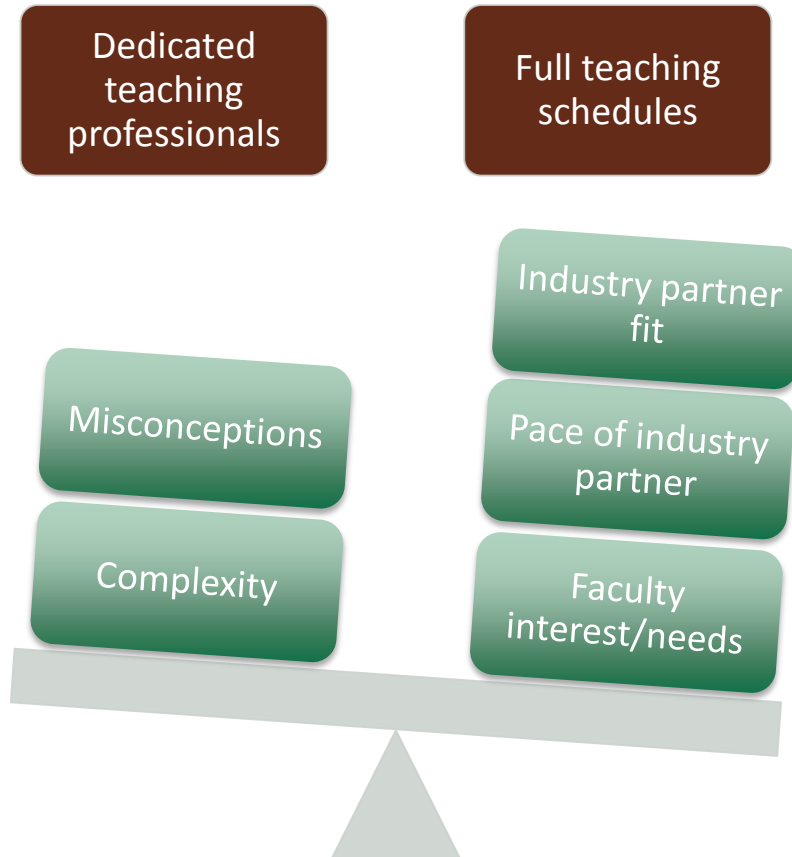 Dedicated
teaching
professionals
Full teaching
schedules
Misconceptions
Complexity
Industry partner
fit
Pace of industry
partner
Faculty
interest/needs